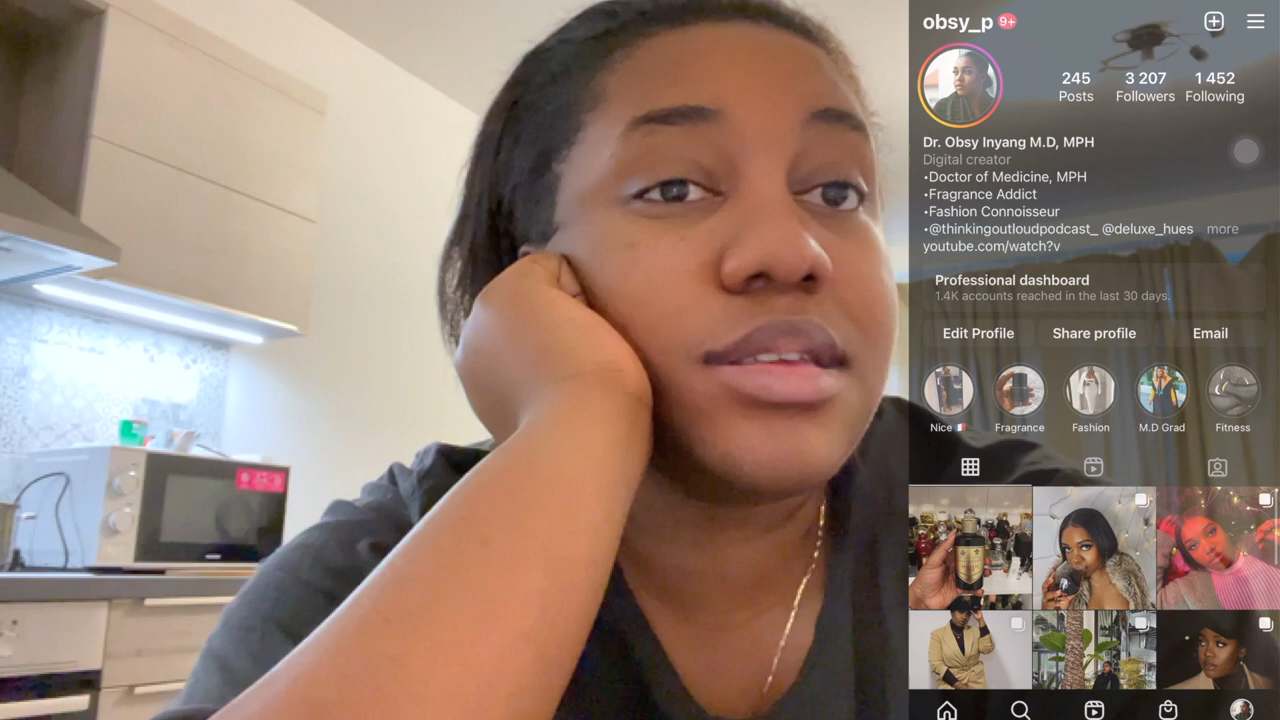 obsy_p 9+
245 3 207 1 452
Posts Followers Following
Dr. Obsy Inyang M.D, MPH
Digital creator
•Doctor of Medicine, MPH
•Fragrance Addict
•Fashion Connoisseur
•@thinkingoutloudpodcast_ @deluxe_hues more
youtube.com/watch?v
Professional dashboard
1.4K accounts reached in the last 30 days.
Edit Profile Share profile Email
Nice 🇫🇷 Fragrance Fashion M.D Grad Fitness